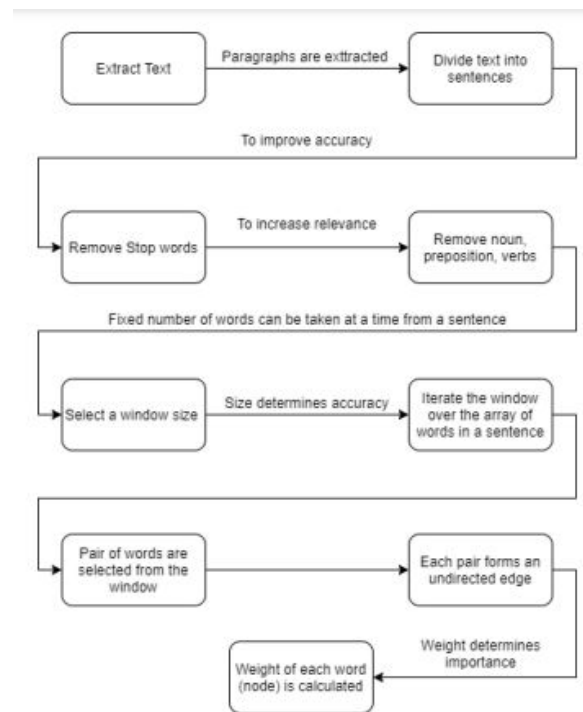 Extract Text
Paragraphs are exttracted
Divide text into
sentences
To improve accuracy
Remove Stop words
To increase relevance
Remove noun,
preposition, verbs
Fixed number of words can be taken at a time from a sentence
Select a window size
Size determines accuracy
Iterate the window
over the array of
words in a sentence
Pair of words are
selected from the
window
Each pair forms an
undirected edge
Weight determines
importance
Weight of each word
(node) is calculated